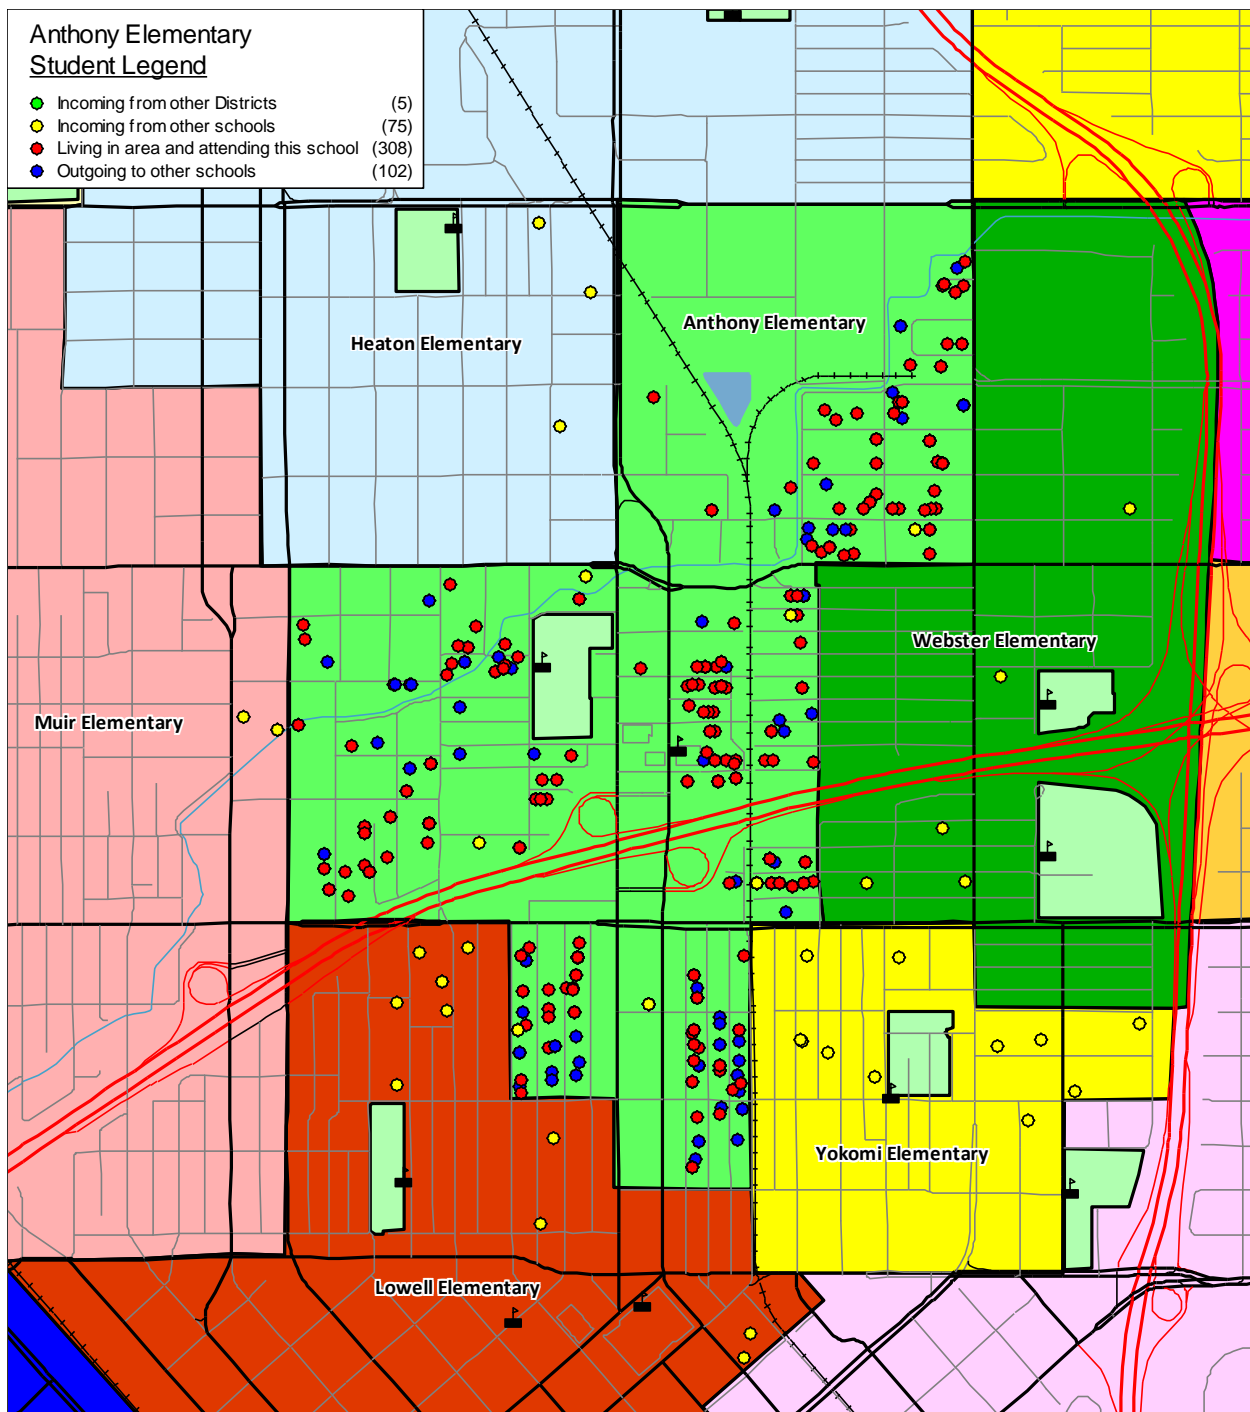 Anthony Elementary
Student Legend
Incoming from other Districts (5)
Incoming from other schools (75)
Living in area and attending this school (308)
Outgoing to other schools (102)
Anthony Elementary
Heaton Elementary
Webster Elementary
Muir Elementary
Yokomi Elementary
Lowell Elementary